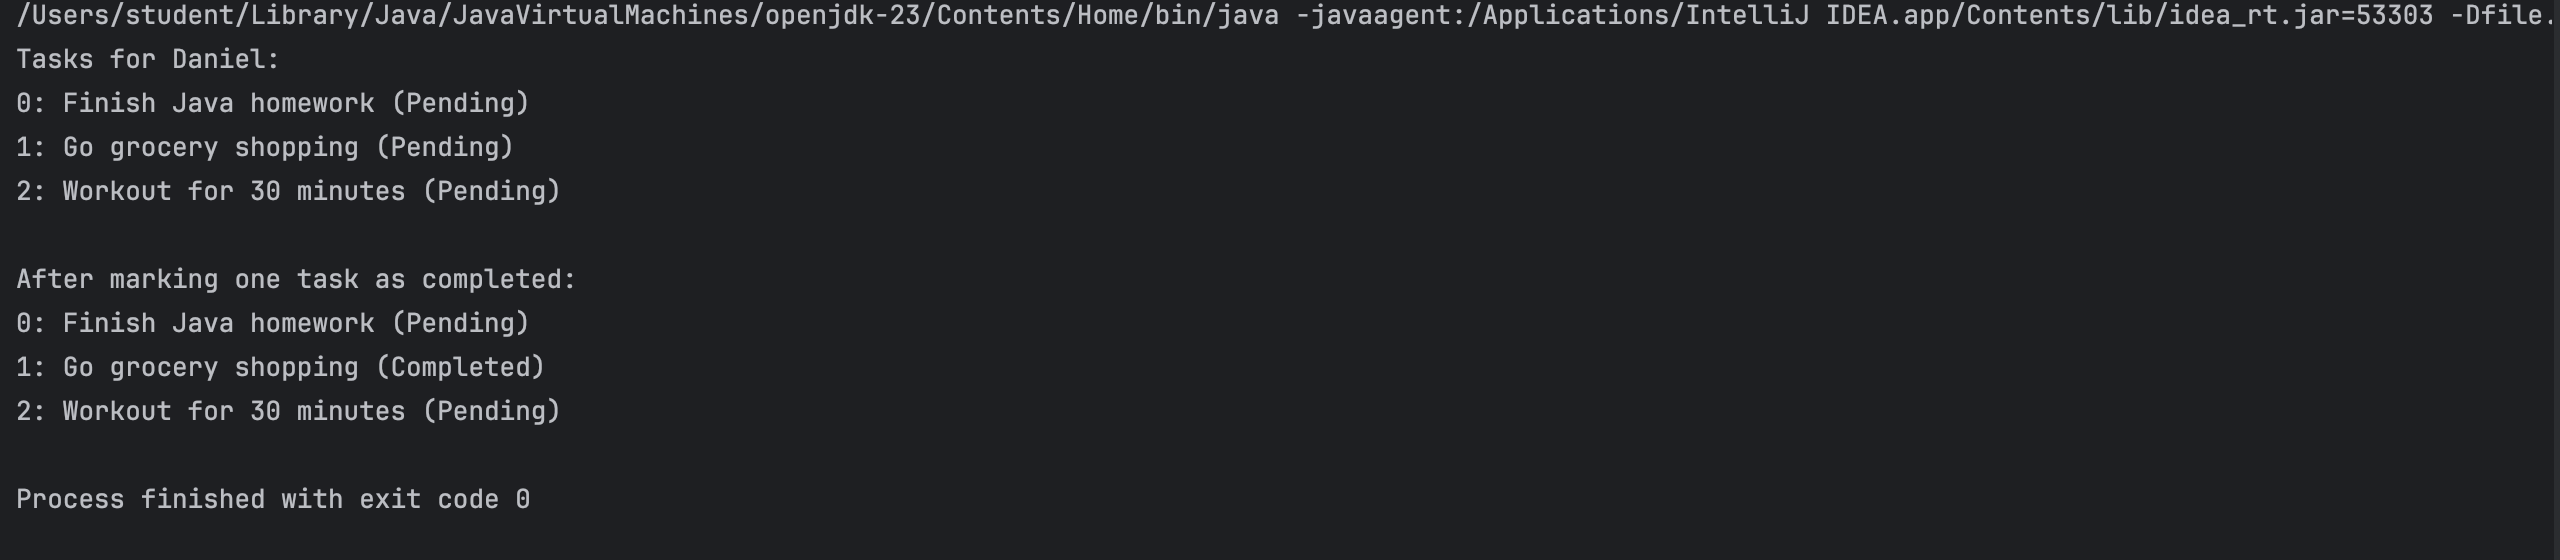 /Users/student/Library/Java/JavaVirtualMachines/openjdk-23/Contents/Home/bin/java -javaagent:/Applications/IntelliJ IDEA.app/Contents/lib/idea_rt.jar=53303 -Dfile.
Tasks for Daniel:
0: Finish Java homework (Pending)
1: Go grocery shopping (Pending)
2: Workout for 30 minutes (Pending)
After marking one task as completed:
0: Finish Java homework (Pending)
1: Go grocery shopping (Completed)
2: Workout for 30 minutes (Pending)
Process finished with exit code 0